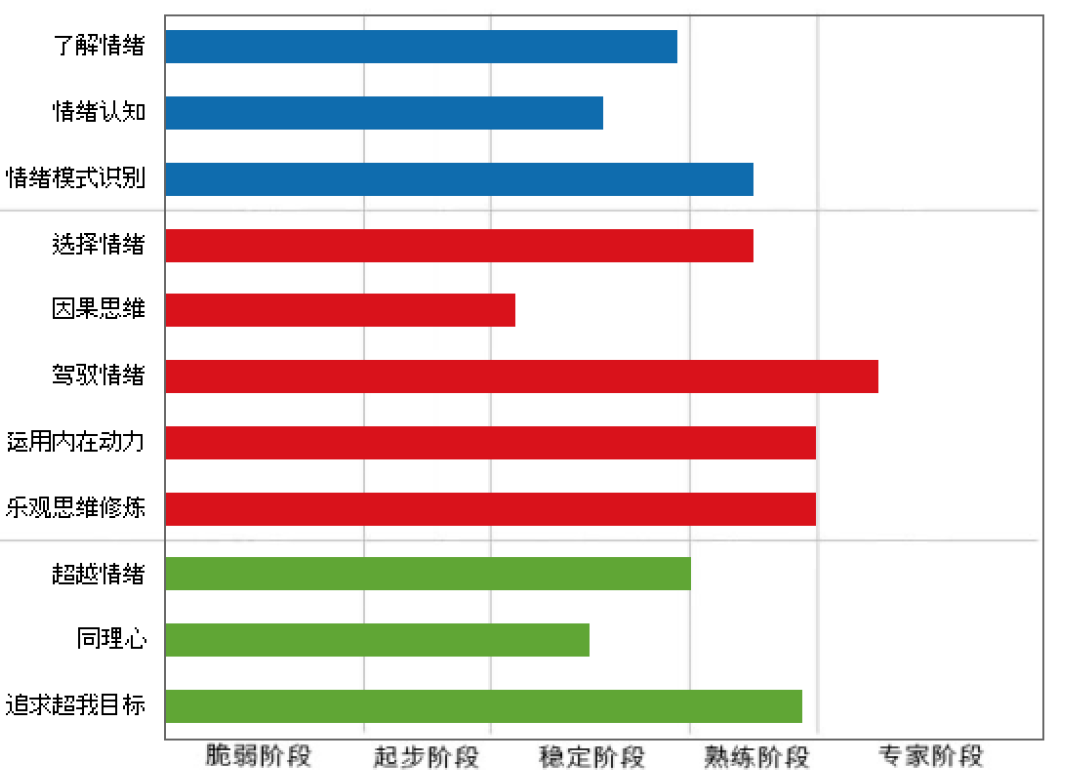 了解情绪
情绪认知
情绪模式识别
选择情绪
因果思维
驾驭情绪
运用内在动力
乐观思维修炼
超越情绪
同理心
追求超我目标
脆弱阶段 起步阶段 稳定阶段 熟练阶段 专家阶段